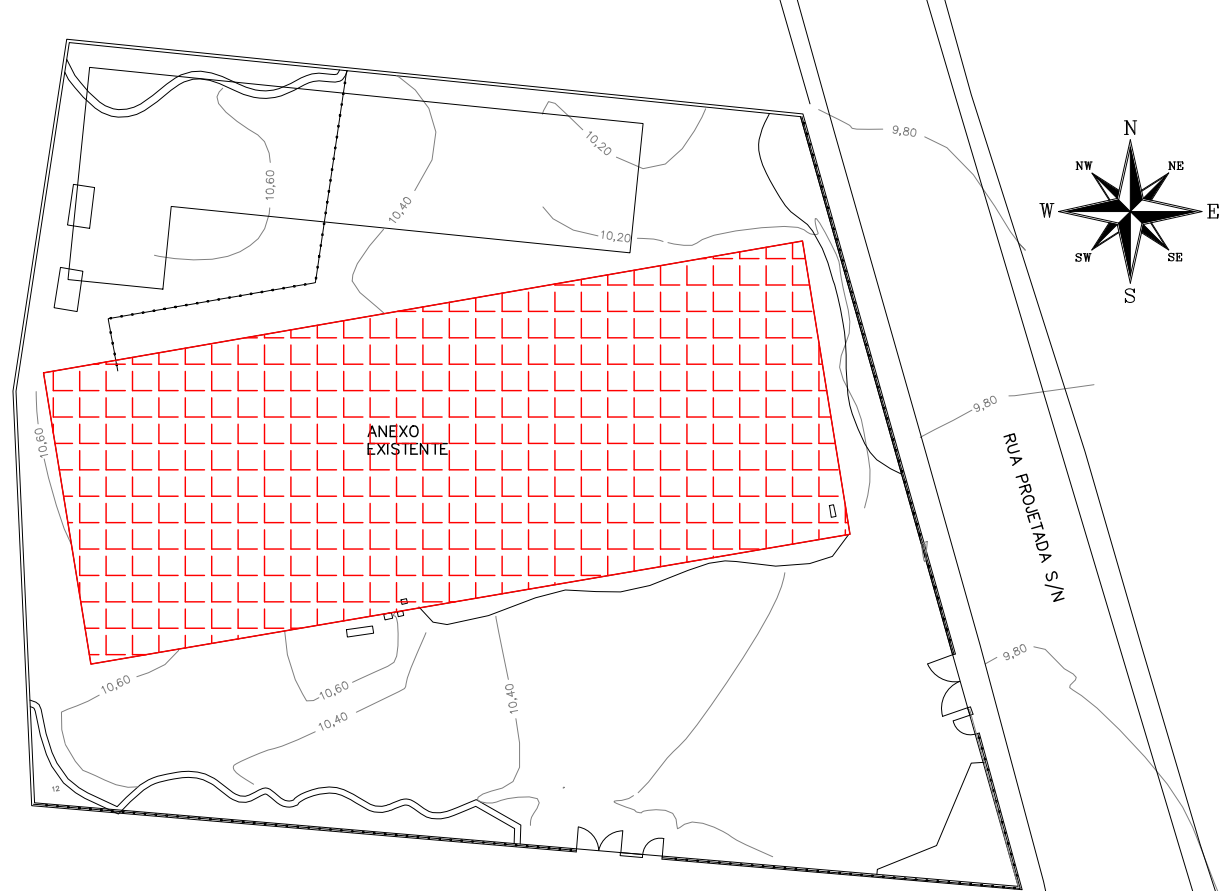 9,80
10,20
10,60
10,40
10,20
N
NW
NE
W
E
SW
SE
S
9,80
ANEXO
EXISTENTE
10,60
RUA PROJETADA S/N
9,80
10,60
10,60
10,40
10,40
12